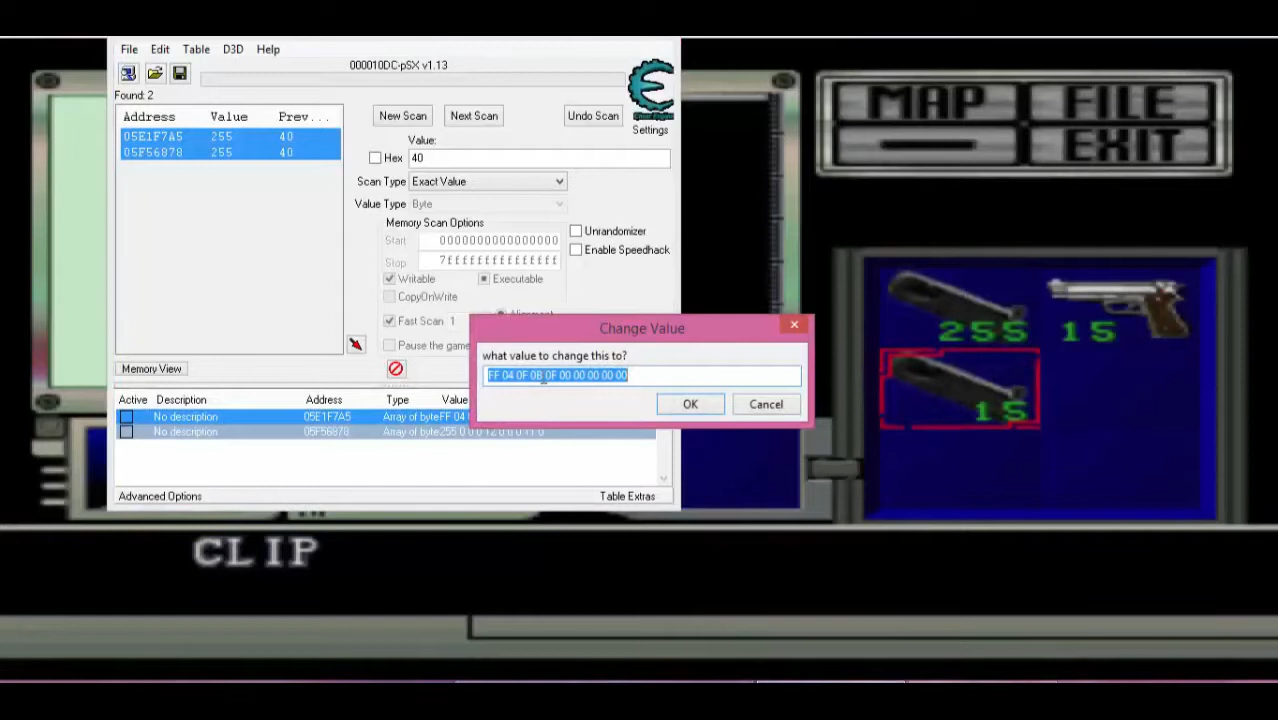 File Edit Table D3D Help
000010DC-pSX v1.13
Found: 2
Address Value Prev...
05E1F7A5 255 40
05F56878 255 40
New Scan Next Scan Undo Scan
Settings
Value:
Hex 40
Scan Type Exact Value
Value Type Byte
Memory Scan Options
Start 0000000000000000
Stop 7fffffffffffffff
Unrandomizer
Enable Speedhack
Writable Executable
CopyOnWrite
Fast Scan 1 Alignment
Pause the game
Memory View
Change Value
what value to change this to?
FF 04 0F 0B 0F 00 00 00 00 00
OK Cancel
Active Description Address Type Value
No description 05E1F7A5 Array of byte FF 04
No description 05F56878 Array of byte
Advanced Options Table Extras
MAP FILE
EXIT
255 15
15
CLIP